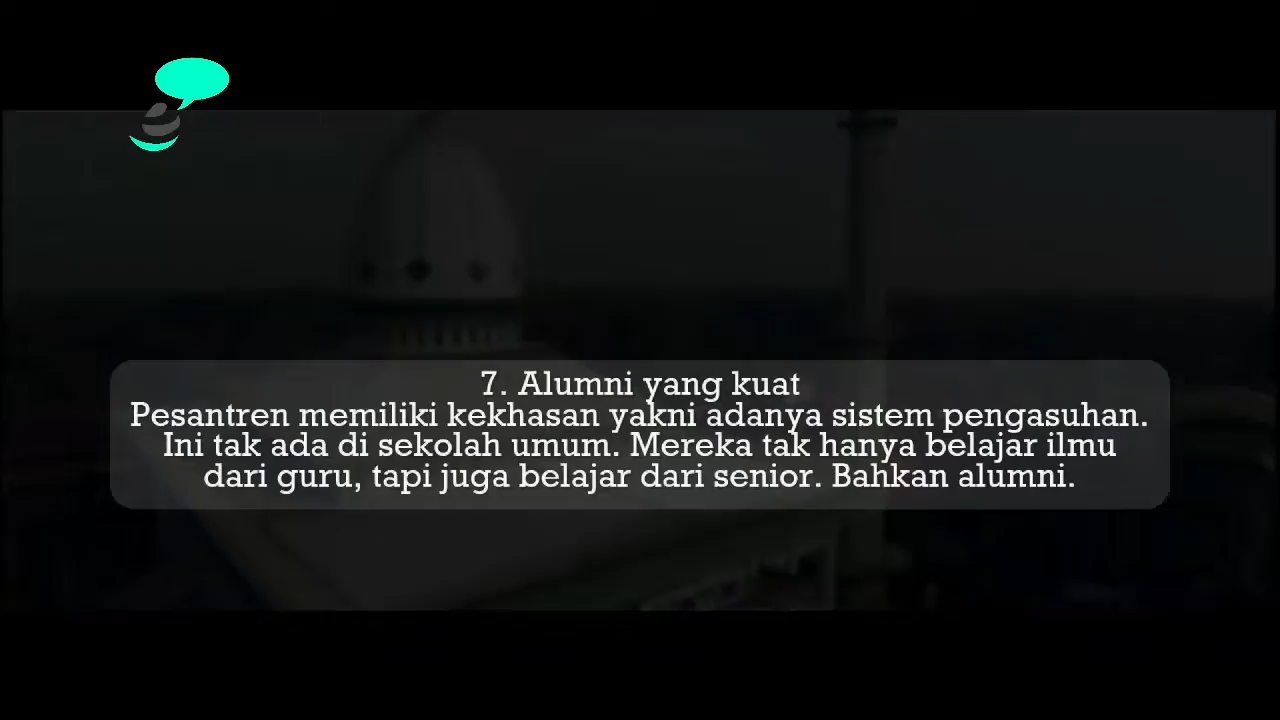 7. Alumni yang kuat
Pesantren memiliki kekhasan yakni adanya sistem pengasuhan.
Ini tak ada di sekolah umum. Mereka tak hanya belajar ilmu
dari guru, tapi juga belajar dari senior. Bahkan alumni.